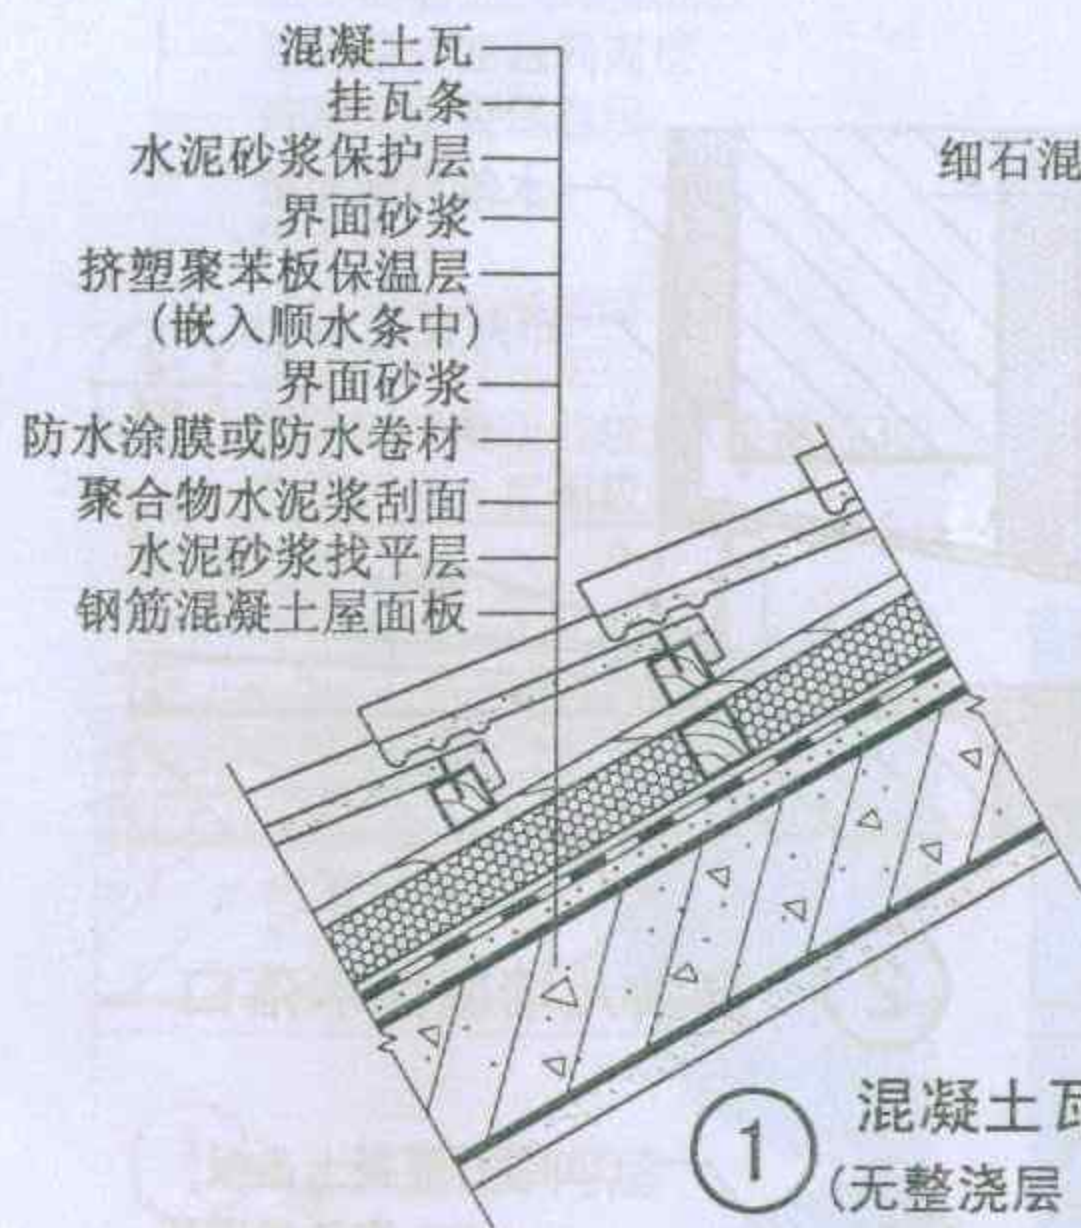 混凝土瓦
挂瓦条
水泥砂浆保护层
界面砂浆
挤塑聚苯板保温层
(嵌入顺水条中)
界面砂浆
防水涂膜或防水卷材
聚合物水泥浆刮面
水泥砂浆找平层
钢筋混凝土屋面板
细石混
1
混凝土瓦
(无整浇层